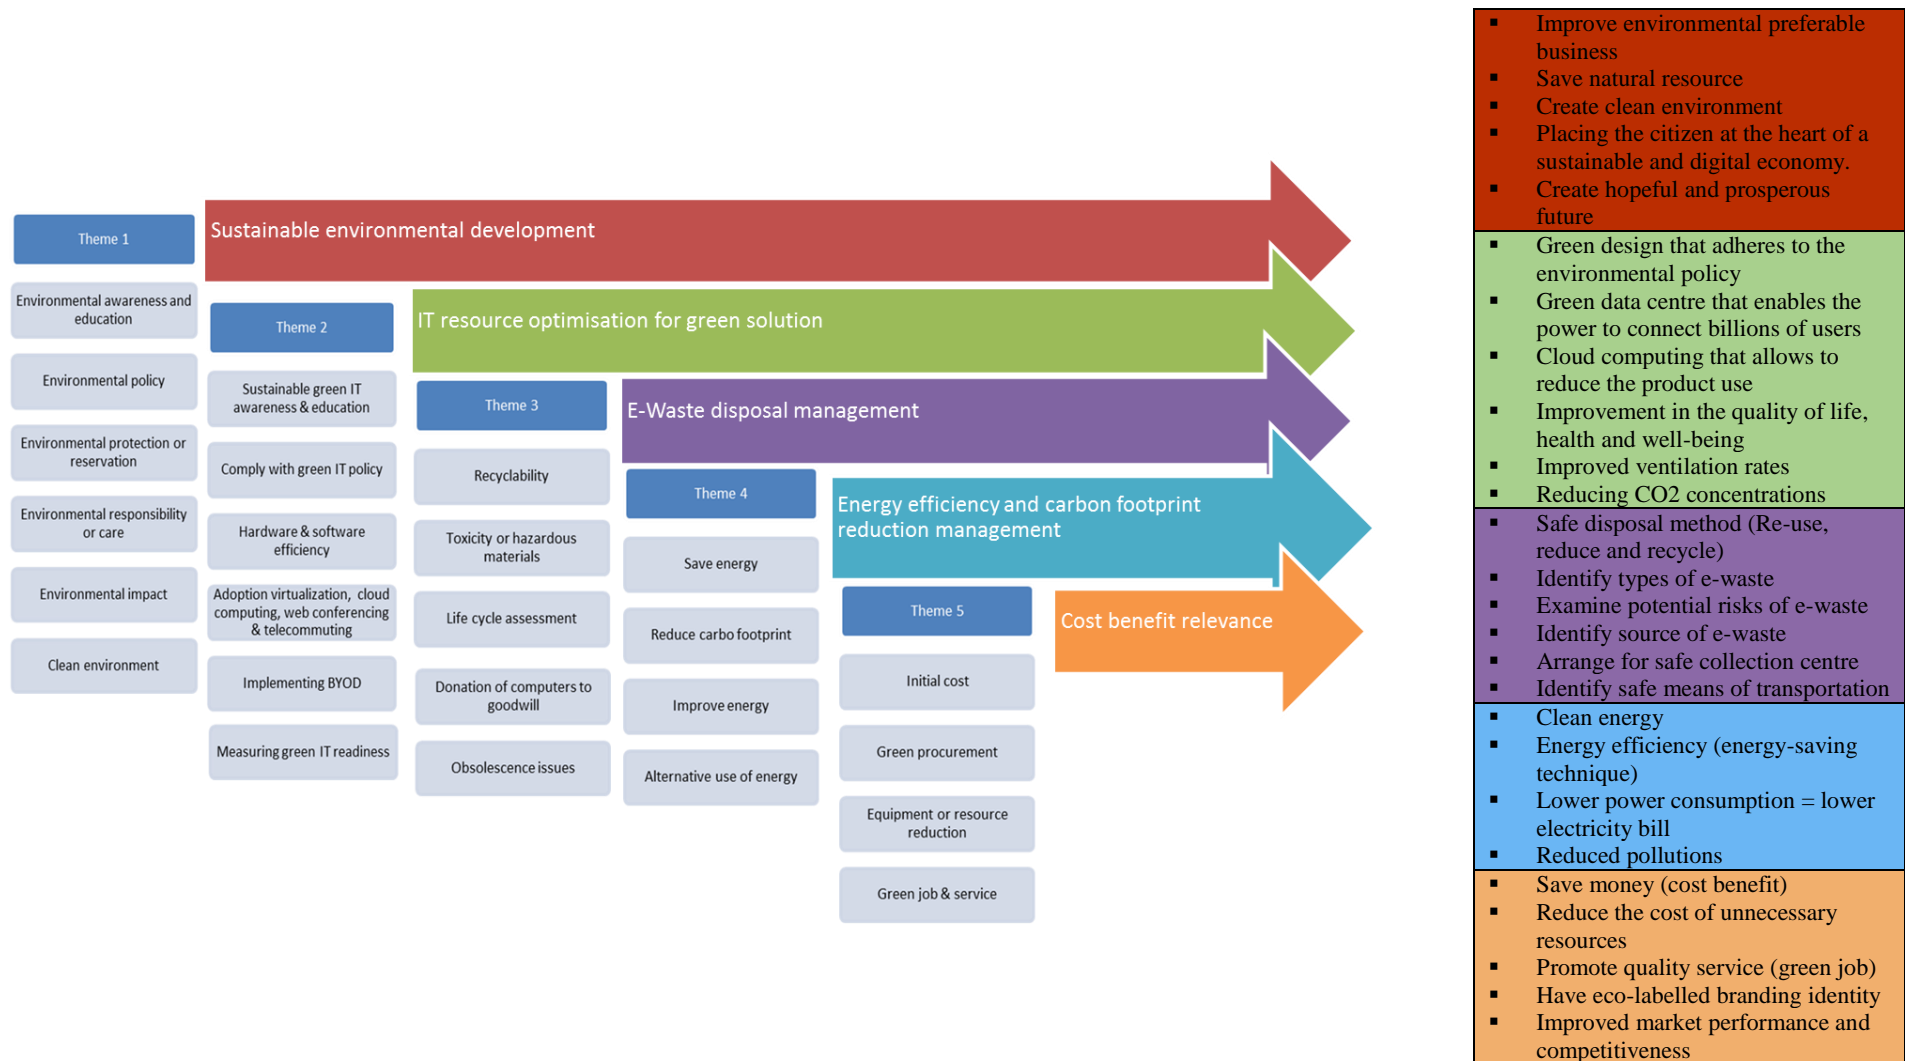 Theme 1
Sustainable environmental development
Environmental awareness and
education
Environmental policy
Environmental protection or
reservation
Environmental responsibility
or care
Environmental impact
Clean environment
Theme 2
IT resource optimisation for green solution
Sustainable green IT
awareness & education
Comply with green IT policy
Hardware & software
efficiency
Adoption virtualization, cloud
computing, web conferencing
& telecommuting
Implementing BYOD
Measuring green IT readiness
Theme 3
E-Waste disposal management
Recyclability
Toxicity or hazardous
materials
Life cycle assessment
Donation of computers to
goodwill
Obsolescence issues
Theme 4
Energy efficiency and carbon footprint
reduction management
Save energy
Reduce carbo footprint
Improve energy
Alternative use of energy
Theme 5
Cost benefit relevance
Initial cost
Green procurement
Equipment or resource
reduction
Green job & service
▪ Improve environmental preferable
business
▪ Save natural resource
▪ Create clean environment
▪ Placing the citizen at the heart of a
sustainable and digital economy.
▪ Create hopeful and prosperous
future
▪ Green design that adheres to the
environmental policy
▪ Green data centre that enables the
power to connect billions of users
▪ Cloud computing that allows to
reduce the product use
▪ Improvement in the quality of life,
health and well-being
▪ Improved ventilation rates
▪ Reducing CO2 concentrations
▪ Safe disposal method (Re-use,
reduce and recycle)
▪ Identify types of e-waste
▪ Examine potential risks of e-waste
▪ Identify source of e-waste
▪ Arrange for safe collection centre
▪ Identify safe means of transportation
▪ Clean energy
▪ Energy efficiency (energy-saving
technique)
▪ Lower power consumption = lower
electricity bill
▪ Reduced pollutions
▪ Save money (cost benefit)
▪ Reduce the cost of unnecessary
resources
▪ Promote quality service (green job)
▪ Have eco-labelled branding identity
▪ Improved market performance and
competitiveness